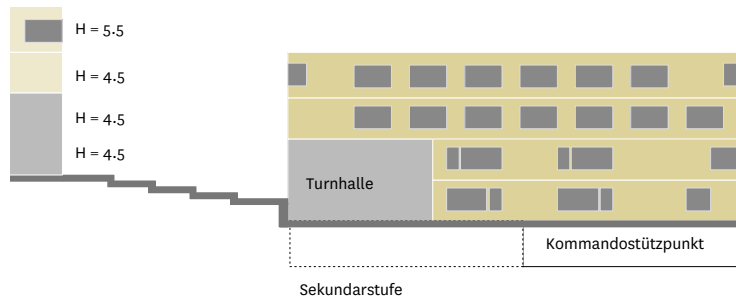 H = 5.5
H = 4.5
H = 4.5
H = 4.5
Turnhalle
Kommandostützpunkt
Sekundarstufe